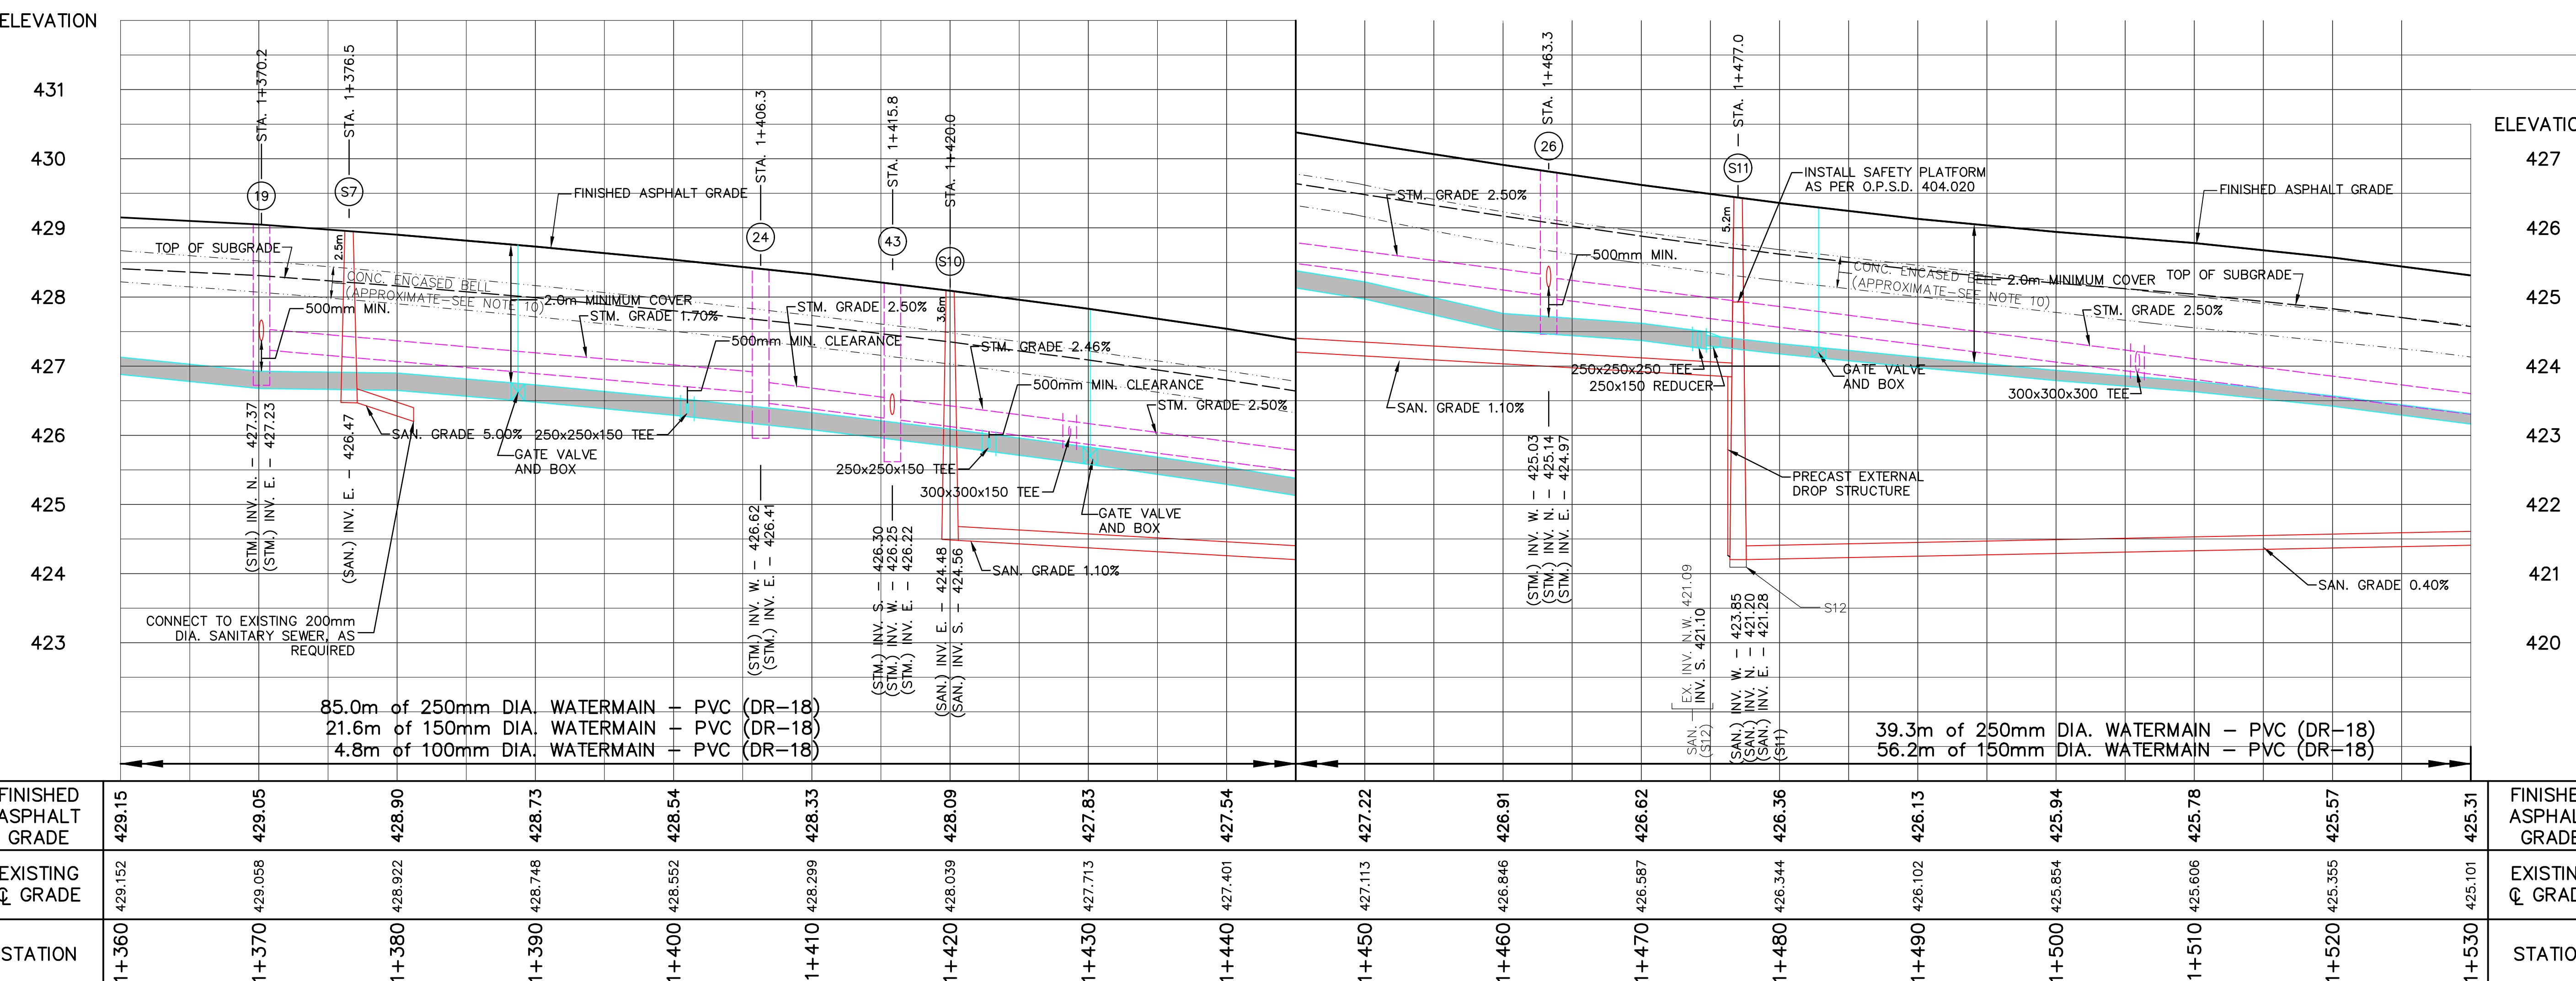 ELEVATION
431
430
429
428
427
426
425
424
423
STA. 1+370.2
STA. 1+376.5
STA. 1+406.3
STA. 1+415.8
STA. 1+420.0
19
S7
24
43
S10
FINISHED ASPHALT GRADE
TOP OF SUBGRADE
2.5m
CONC. ENCASED BELL
(APPROXIMATE-SEE NOTE 10)
500mm MIN.
2.0m MINIMUM COVER
STM. GRADE 1.70%
STM. GRADE 2.50%
3.6m
500mm MIN. CLEARANCE
STM. GRADE 2.46%
500mm MIN. CLEARANCE
STM. GRADE 2.50%
SAN. GRADE 5.00%
250x250x150 TEE
GATE VALVE
AND BOX
250x250x150 TEE
300x300x150 TEE
GATE VALVE
AND BOX
SAN. GRADE 1.10%
(STM.) INV. N. - 427.37
(STM.) INV. E. - 427.23
(SAN.) INV. E. - 426.47
(STM.) INV. W. - 426.62
(STM.) INV. E. - 426.41
(STM.) INV. S. - 426.30
(STM.) INV. W. - 426.25
(STM.) INV. E. - 426.22
(SAN.) INV. E. - 424.48
(SAN.) INV. S. - 424.56
CONNECT TO EXISTING 200mm
DIA. SANITARY SEWER, AS
REQUIRED
85.0m of 250mm DIA. WATERMAIN - PVC (DR-18)
21.6m of 150mm DIA. WATERMAIN - PVC (DR-18)
4.8m of 100mm DIA. WATERMAIN - PVC (DR-18)
STA. 1+463.3
STA. 1+477.0
26
S11
STM. GRADE 2.50%
500mm MIN.
5.2m
INSTALL SAFETY PLATFORM
AS PER O.P.S.D. 404.020
FINISHED ASPHALT GRADE
CONC. ENCASED BELL
(APPROXIMATE-SEE NOTE 10)
2.0m MINIMUM COVER
TOP OF SUBGRADE
STM. GRADE 2.50%
250x250x250 TEE
250x150 REDUCER
GATE VALVE
AND BOX
300x300x300 TEE
SAN. GRADE 1.10%
PRECAST EXTERNAL
DROP STRUCTURE
SAN. GRADE 0.40%
S12
(STM.) INV. W. - 425.03
(STM.) INV. N. - 425.14
(STM.) INV. E. - 424.97
SAN.
(S12)
EX. INV. N.W. 421.09
INV. S. 421.10
(SAN.) INV. W. - 423.85
(SAN.) INV. N. - 421.20
(SAN.) INV. E. - 421.28
(S11)
39.3m of 250mm DIA. WATERMAIN - PVC (DR-18)
56.2m of 150mm DIA. WATERMAIN - PVC (DR-18)
ELEVATIO
427
426
425
424
423
422
421
420
FINISHED
ASPHALT
GRADE
429.15
429.05
428.90
428.73
428.54
428.33
428.09
427.83
427.54
427.22
426.91
426.62
426.36
426.13
425.94
425.78
425.57
425.31
FINISHE
ASPHAL
GRADE
EXISTING
℄ GRADE
429.152
429.058
428.922
428.748
428.552
428.299
428.039
427.713
427.401
427.113
426.846
426.587
426.344
426.102
425.854
425.606
425.355
425.101
EXISTIN
℄ GRAD
STATION
1+360
1+370
1+380
1+390
1+400
1+410
1+420
1+430
1+440
1+450
1+460
1+470
1+480
1+490
1+500
1+510
1+520
1+530
STATIO